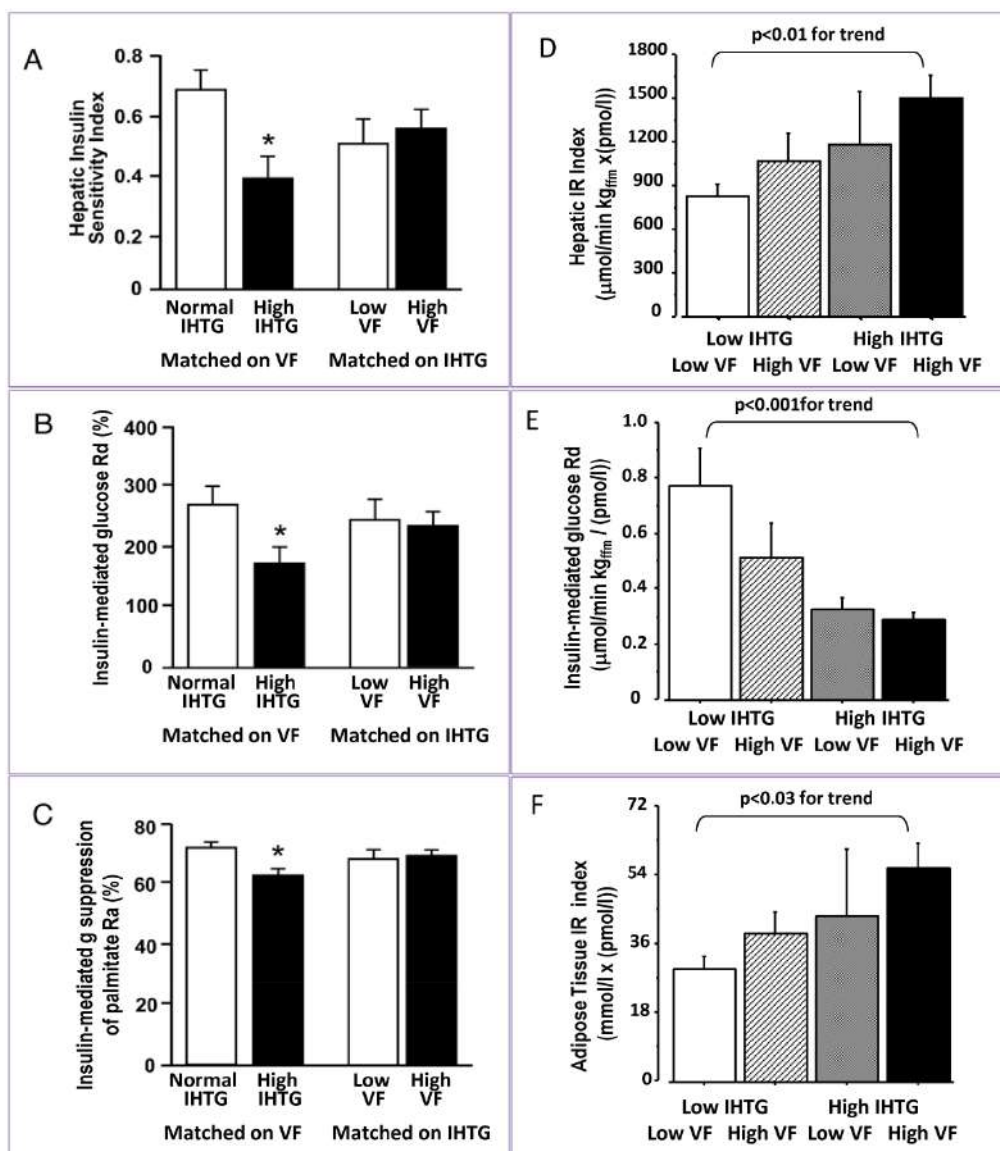 A
Hepatic Insulin
Sensitivity Index
0.8
0.6
0.4
0.2
0
*
Normal High Low High
IHTG IHTG VF VF
Matched on VF Matched on IHTG
D
p<0.01 for trend
Hepatic IR Index
(μmol/min kgffm x(pmol/l))
1800
1500
1200
900
600
300
0
Low IHTG High IHTG
Low VF High VF Low VF High VF
B
Insulin-mediated glucose Rd (%)
400
300
200
100
0
*
Normal High Low High
IHTG IHTG VF VF
Matched on VF Matched on IHTG
E
p<0.001for trend
Insulin-mediated glucose Rd
(μmol/min kgffm / (pmol/l))
1.0
0.8
0.6
0.4
0.2
0
Low IHTG High IHTG
Low VF High VF Low VF High VF
C
Insulin-mediated g suppression
of palmitate Ra (%)
80
60
40
20
0
*
Normal High Low High
IHTG IHTG VF VF
Matched on VF Matched on IHTG
F
p<0.03 for trend
Adipose Tissue IR index
(mmol/l x (pmol/l))
72
54
36
18
0
Low IHTG High IHTG
Low VF High VF Low VF High VF